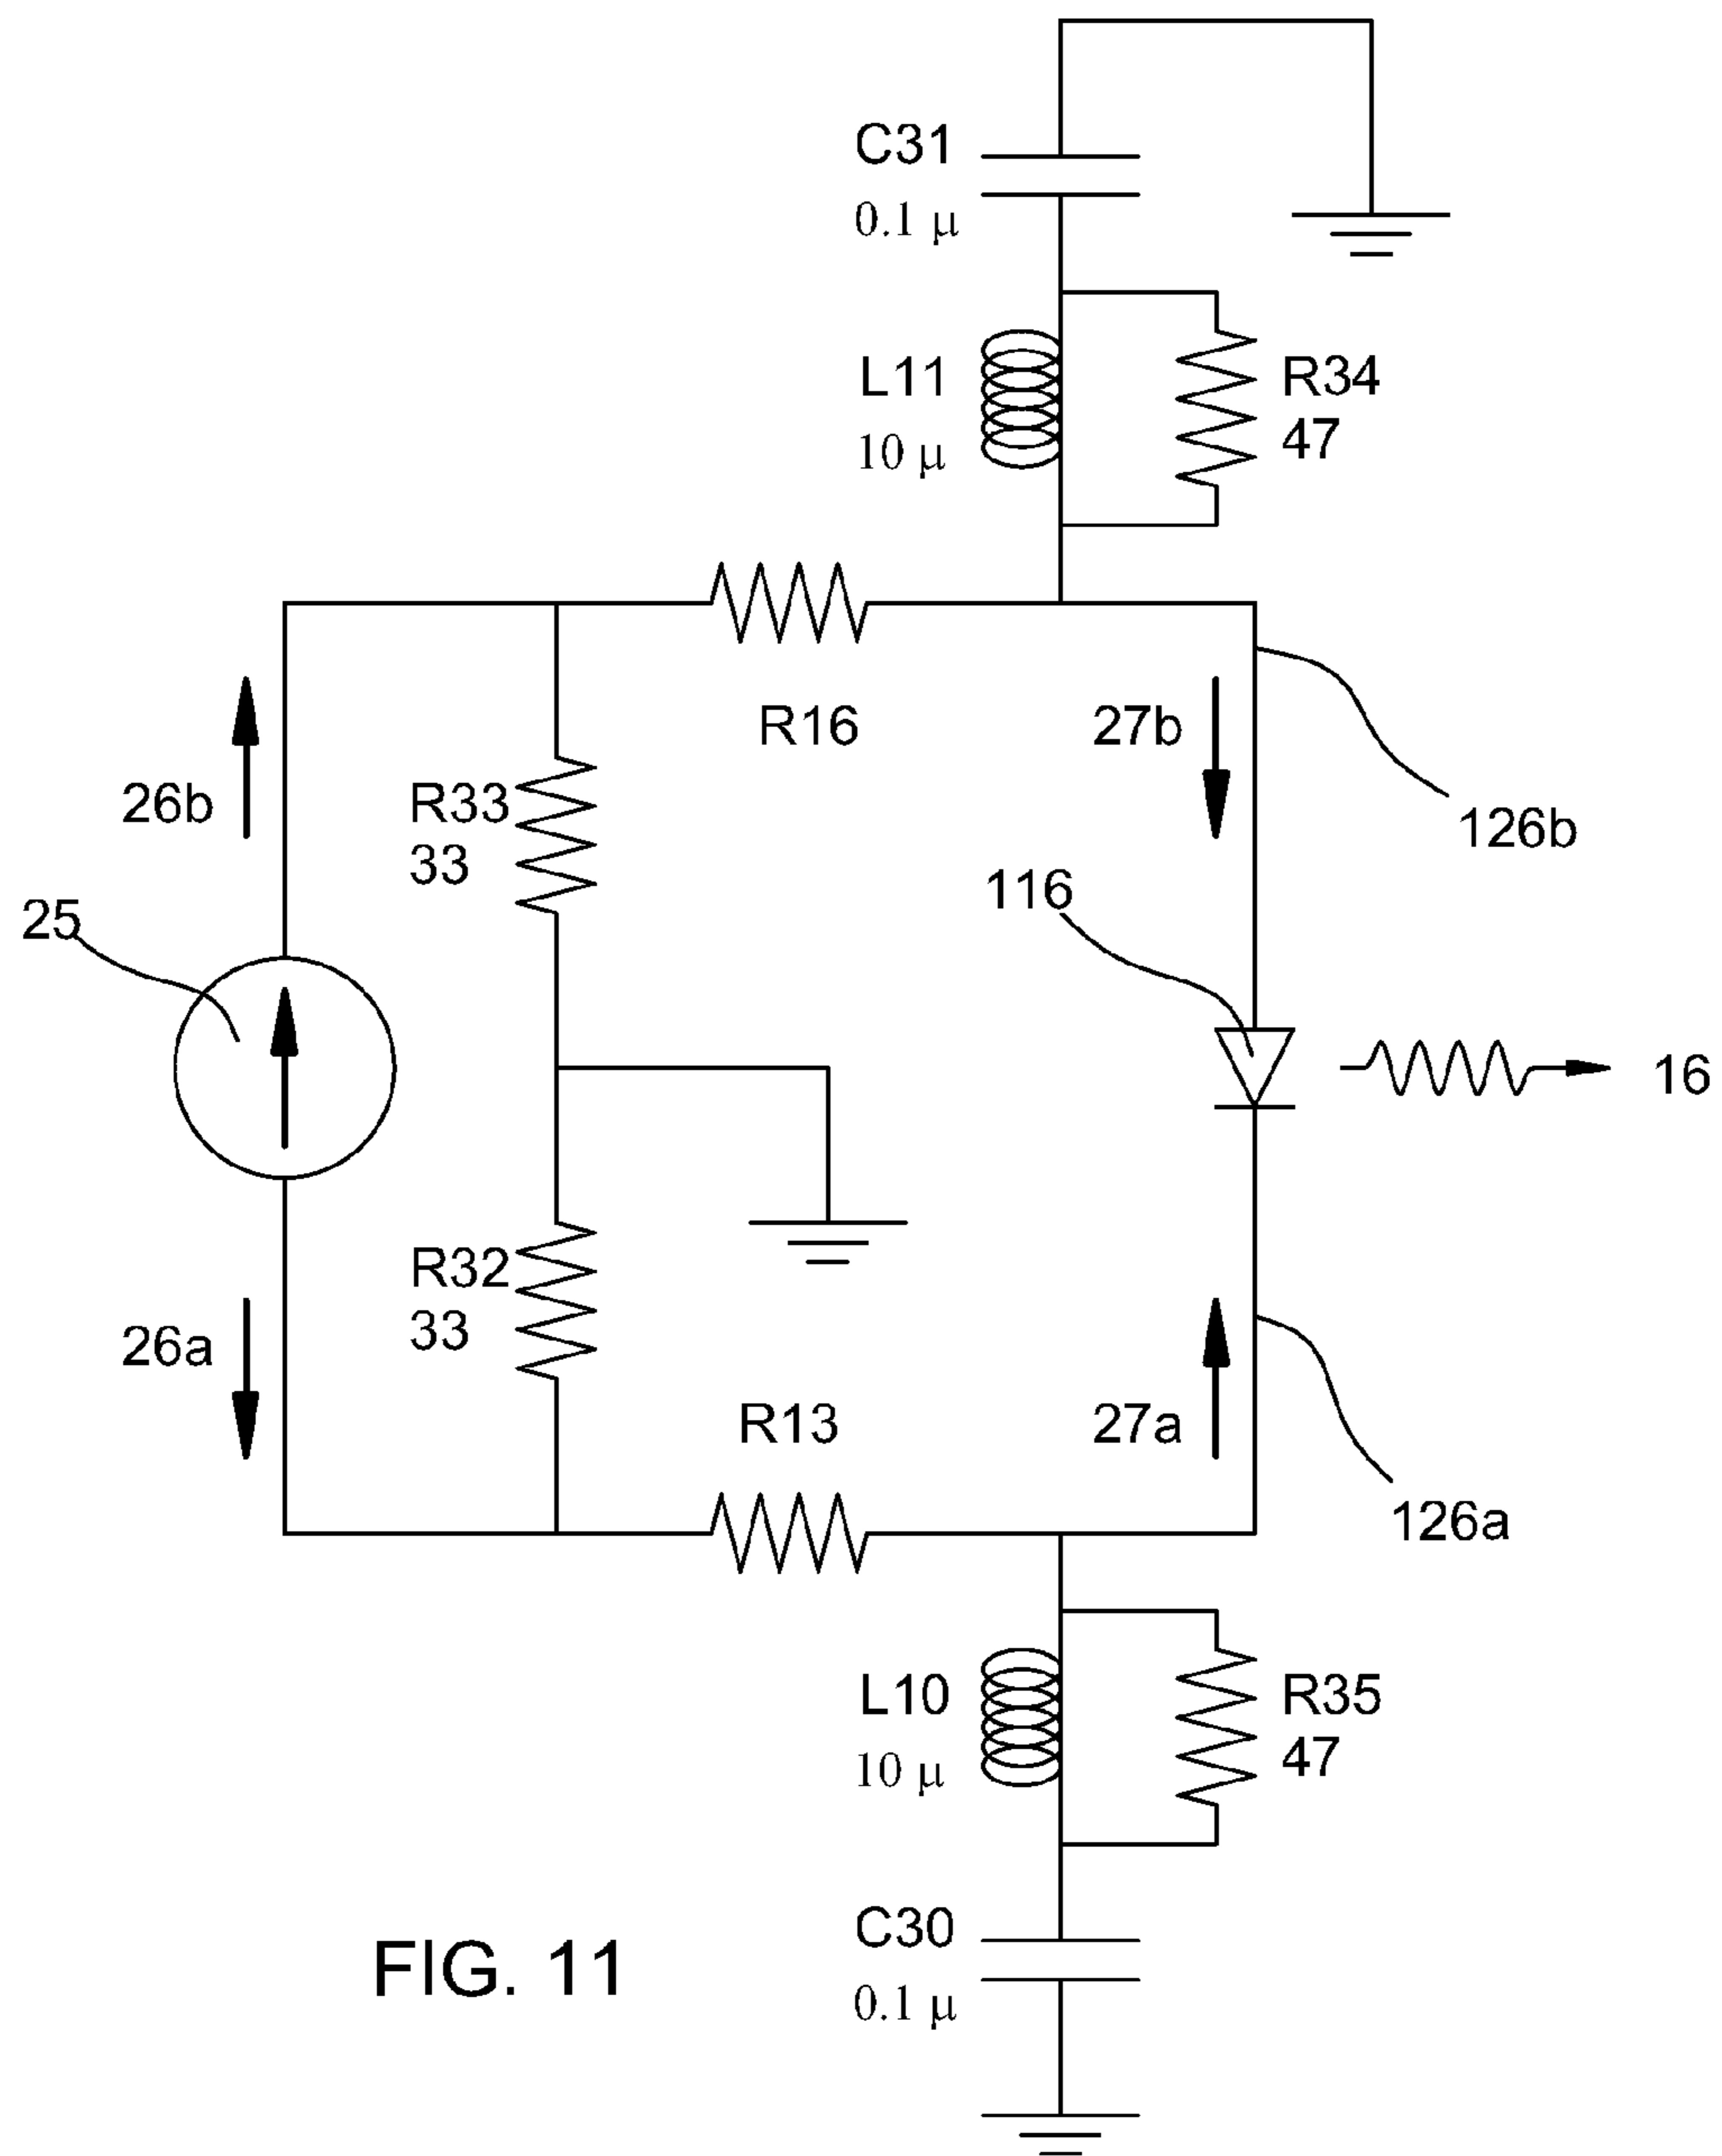 C31
0.1 μ
L11
10 μ
R34
47
R16
27b
26b
R33
33
126b
116
25
16
R32
33
26a
R13
27a
126a
L10
10 μ
R35
47
C30
0.1 μ
FIG. 11